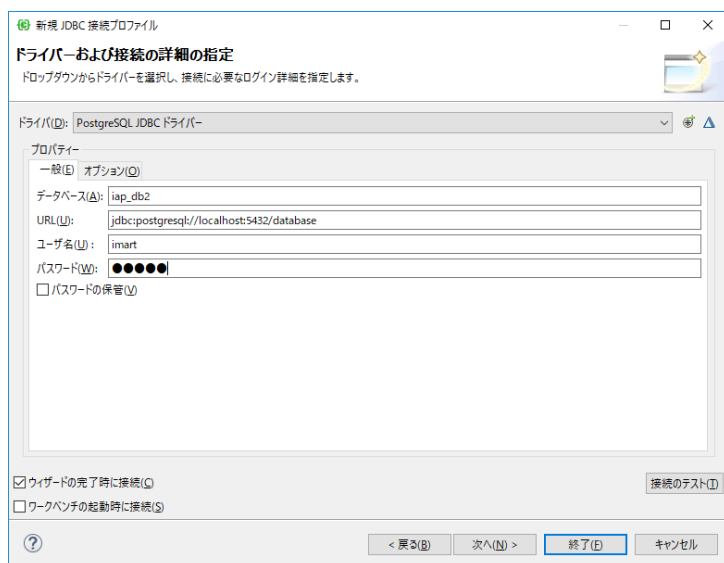 新規 JDBC 接続プロファイル
ドライバーおよび接続の詳細の指定
ドロップダウンからドライバーを選択し、接続に必要なログイン詳細を指定します。
ドライバ(D): PostgreSQL JDBC ドライバー
プロパティー
一般(E) オプション(O)
データベース(A): iap_db2
URL(U): jdbc:postgresql://localhost:5432/database
ユーザ名(U) : imart
パスワード(W): ●●●●●
パスワードの保管(V)
ウィザードの完了時に接続(C)
接続のテスト(T)
ワークベンチの起動時に接続(S)
? < 戻る(B) 次へ(N) > 終了(F) キャンセル